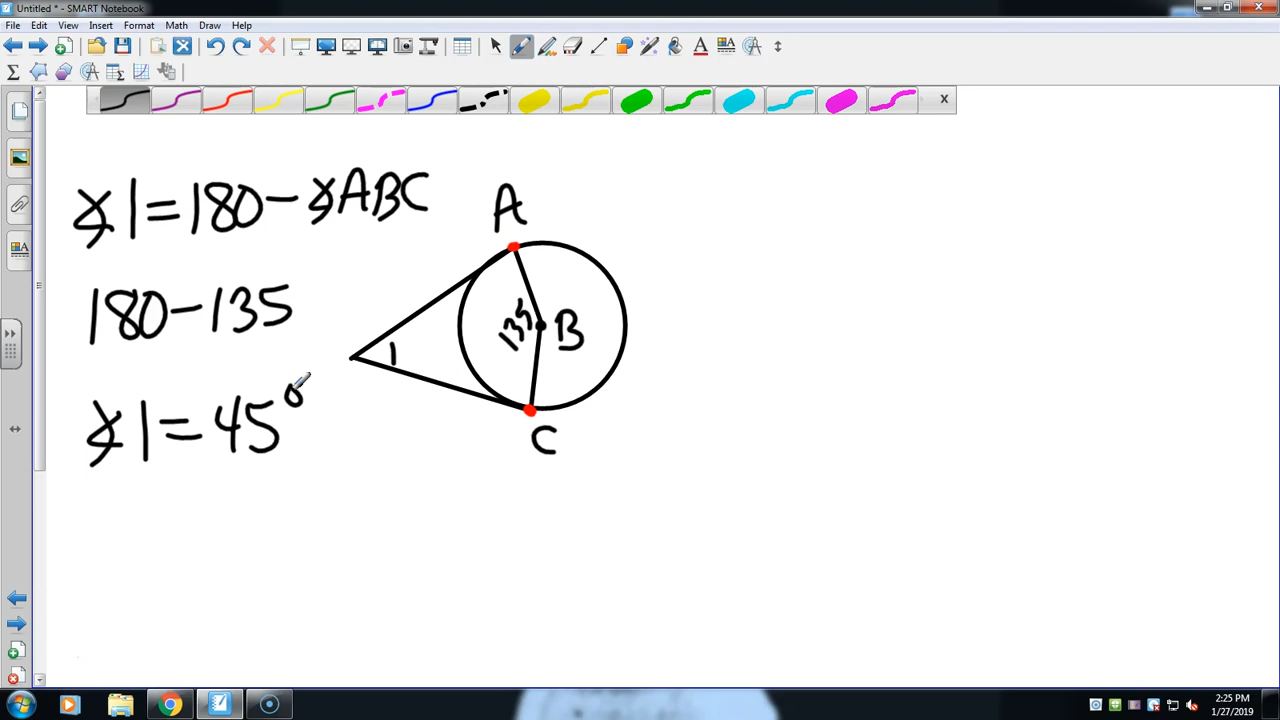 Untitled * - SMART Notebook
File Edit View Insert Format Math Draw Help
x
∡1=180-∡ABC
A
180-135
135
B
1
∡1=45°
C
2:25 PM
1/27/2019